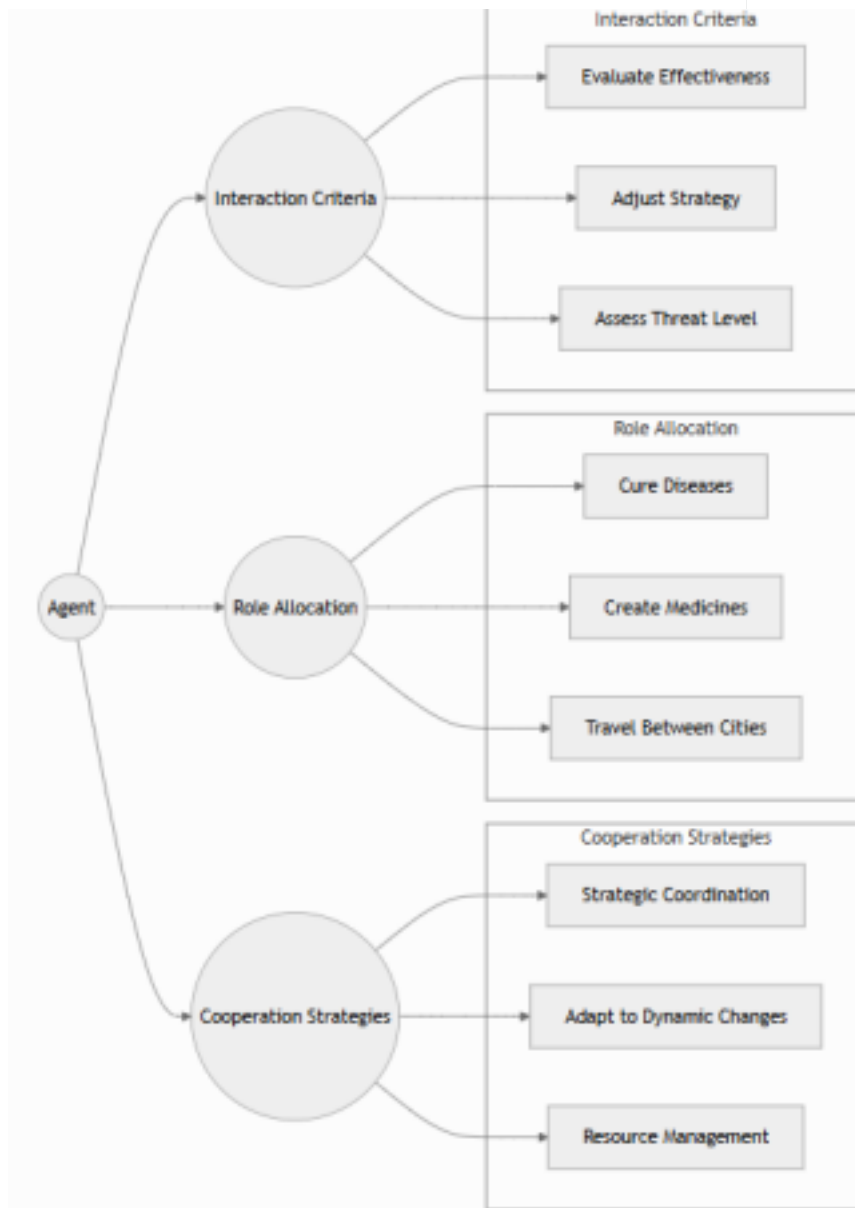 Interaction Criteria
Evaluate Effectiveness
Interaction Criteria
Adjust Strategy
Assess Threat Level
Role Allocation
Cure Diseases
Agent
Role Allocation
Create Medicines
Travel Between Cities
Cooperation Strategies
Strategic Coordination
Cooperation Strategies
Adapt to Dynamic Changes
Resource Management